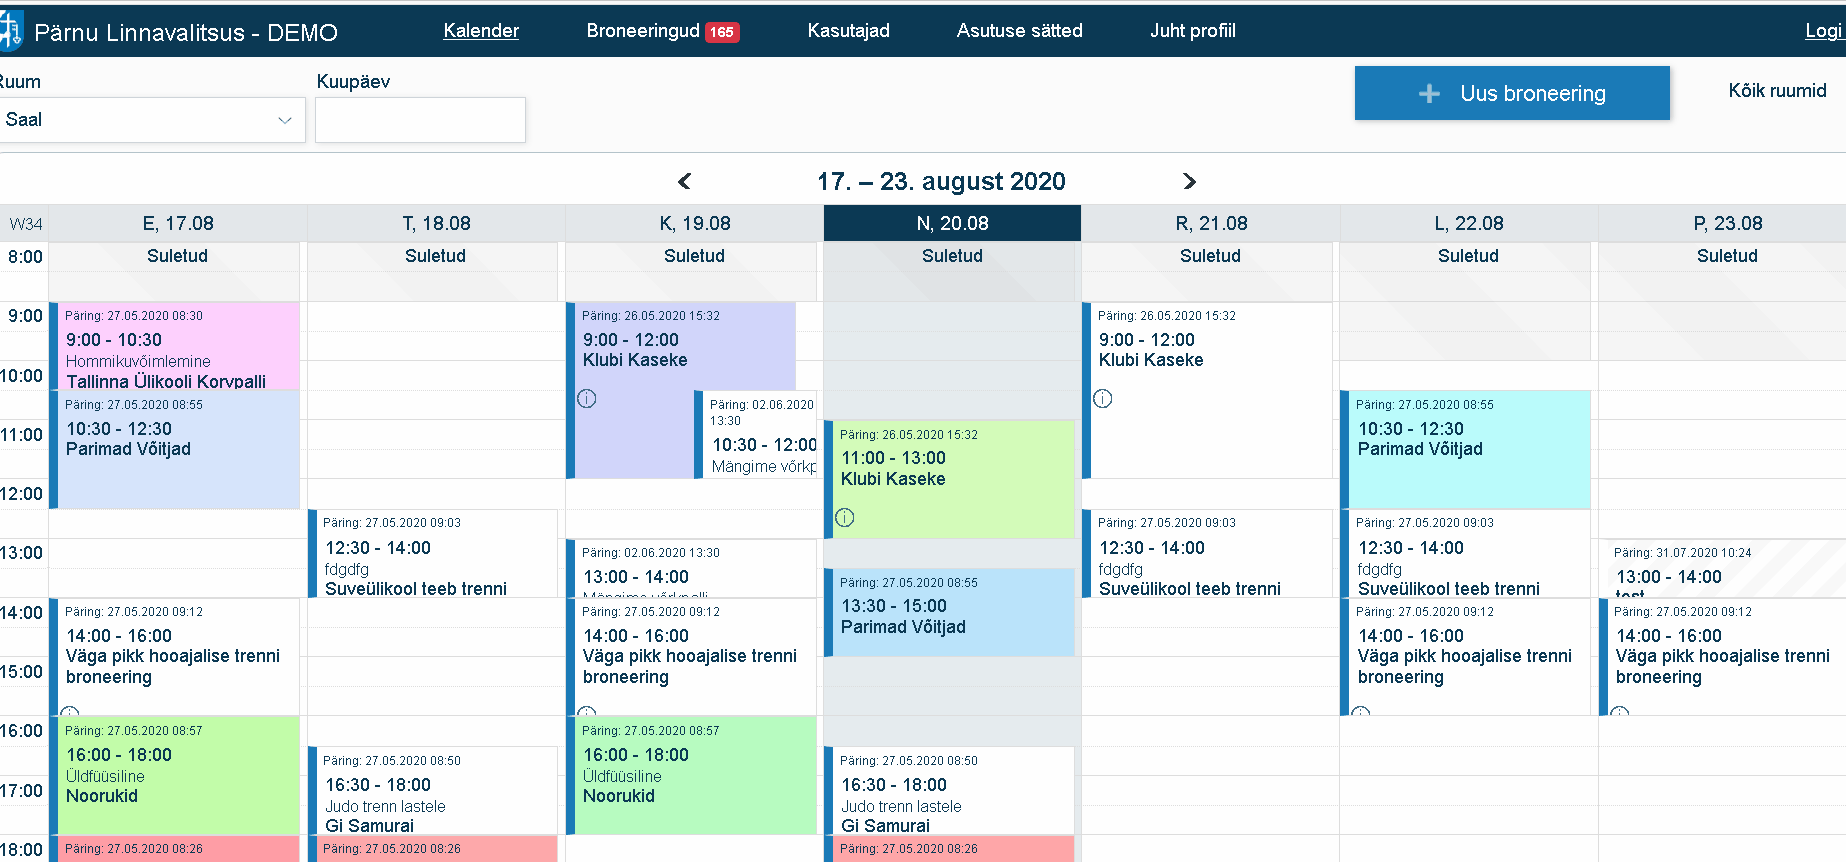 Pärnu Linnavalitsus - DEMO
Kalender
Broneeringud 165
Kasutajad
Asutuse sätted
Juht profiil
Logi
Ruum
Kuupäev
Saal
Uus broneering
Kõik ruumid
17. – 23. august 2020
W34
E, 17.08
T, 18.08
K, 19.08
N, 20.08
R, 21.08
L, 22.08
P, 23.08
8:00
9:00
10:00
11:00
12:00
13:00
14:00
15:00
16:00
17:00
18:00
Suletud
Päring: 27.05.2020 08:30
9:00 - 10:30
Hommikuvõimlemine
Tallinna Ülikooli Korvpalli
Päring: 27.05.2020 08:55
10:30 - 12:30
Parimad Võitjad
Päring: 27.05.2020 09:12
14:00 - 16:00
Väga pikk hooajalise trenni
broneering
Päring: 27.05.2020 08:57
16:00 - 18:00
Üldfüüsiline
Noorukid
Päring: 27.05.2020 08:26
Suletud
Päring: 27.05.2020 09:03
12:30 - 14:00
fdgdfg
Suveülikool teeb trenni
Päring: 27.05.2020 08:50
16:30 - 18:00
Judo trenn lastele
Gi Samurai
Päring: 27.05.2020 08:26
Suletud
Päring: 26.05.2020 15:32
9:00 - 12:00
Klubi Kaseke
Päring: 02.06.2020
13:30
10:30 - 12:00
Mängime võrkp
Päring: 02.06.2020 13:30
13:00 - 14:00
Mängime võrkpalli
Päring: 27.05.2020 09:12
14:00 - 16:00
Väga pikk hooajalise trenni
broneering
Päring: 27.05.2020 08:57
16:00 - 18:00
Üldfüüsiline
Noorukid
Suletud
Päring: 26.05.2020 15:32
11:00 - 13:00
Klubi Kaseke
Päring: 27.05.2020 08:55
13:30 - 15:00
Parimad Võitjad
Päring: 27.05.2020 08:50
16:30 - 18:00
Judo trenn lastele
Gi Samurai
Päring: 27.05.2020 08:26
Suletud
Päring: 26.05.2020 15:32
9:00 - 12:00
Klubi Kaseke
Päring: 27.05.2020 09:03
12:30 - 14:00
fdgdfg
Suveülikool teeb trenni
Suletud
Päring: 27.05.2020 08:55
10:30 - 12:30
Parimad Võitjad
Päring: 27.05.2020 09:03
12:30 - 14:00
fdgdfg
Suveülikool teeb trenni
Päring: 27.05.2020 09:12
14:00 - 16:00
Väga pikk hooajalise trenni
broneering
Suletud
Päring: 31.07.2020 10:24
13:00 - 14:00
test
Päring: 27.05.2020 09:12
14:00 - 16:00
Väga pikk hooajalise trenni
broneering